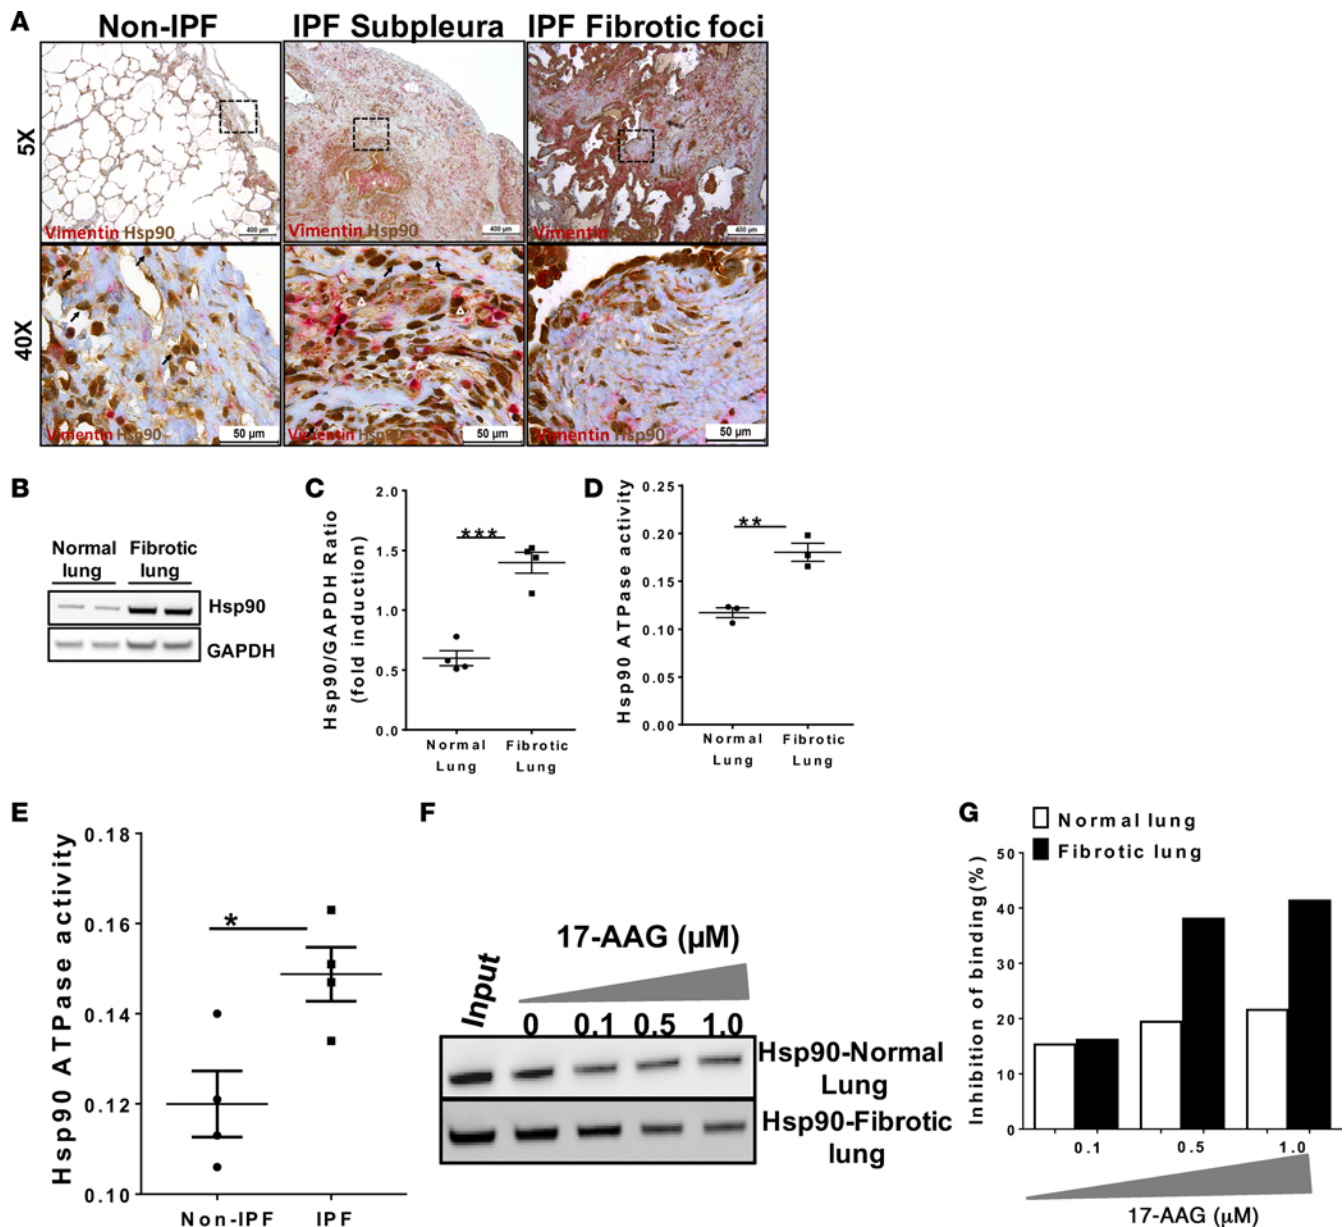 A
Non-IPF
IPF Subpleura
IPF Fibrotic foci
5X
400 µm
400 µm
400 µm
Vimentin Hsp90
Vimentin Hsp90
Vimentin Hsp90
40X
Vimentin Hsp90
50 µm
Vimentin Hsp90
50 µm
Vimentin Hsp90
50 µm
B
Normal lung
Fibrotic lung
Hsp90
GAPDH
C
Hsp90/GAPDH Ratio
(fold induction)
2.0
1.5
1.0
0.5
0.0
***
Normal Lung
Fibrotic Lung
D
Hsp90 ATPase activity
0.25
0.20
0.15
0.10
0.05
0.00
**
Normal Lung
Fibrotic Lung
E
Hsp90 ATPase activity
0.18
0.16
0.14
0.12
0.10
*
Non-IPF
IPF
F
17-AAG (µM)
Input
0 0.1 0.5 1.0
Hsp90-Normal
Lung
Hsp90-Fibrotic
lung
G
Normal lung
Fibrotic lung
Inhibition of binding(%)
50
40
30
20
10
0
0.1 0.5 1.0
17-AAG (µM)